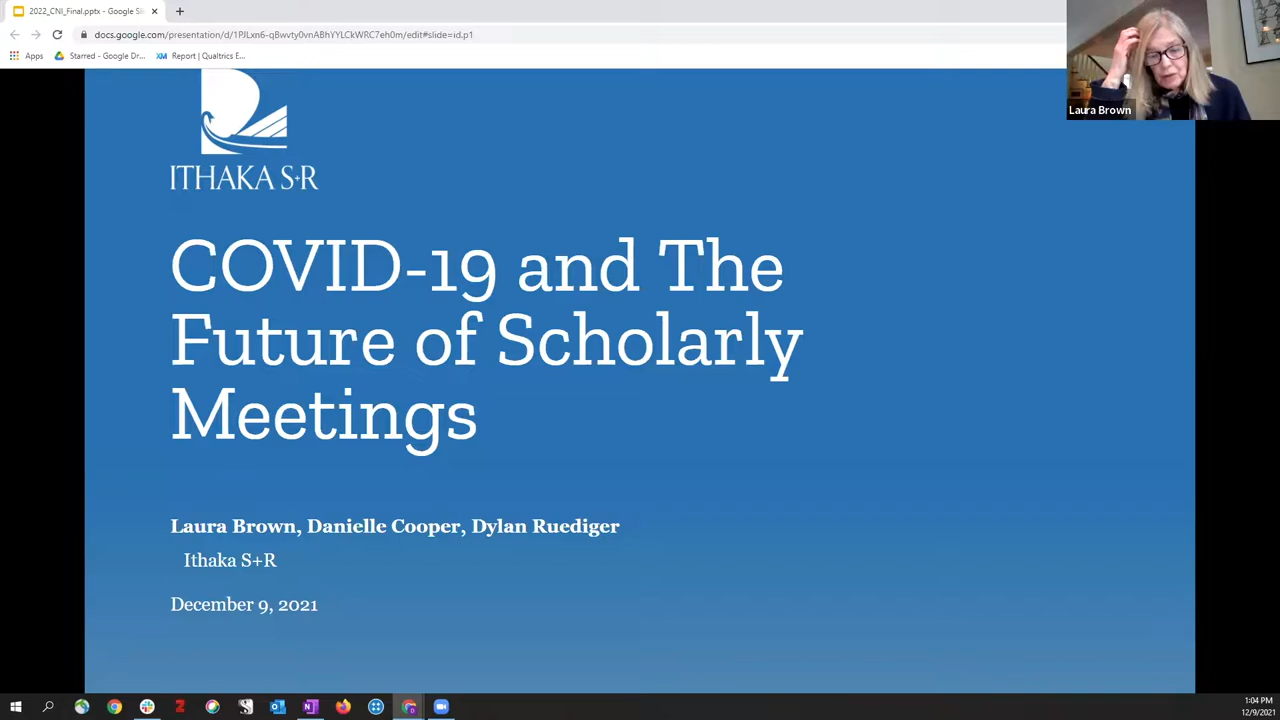 2022_CNI_Final.pptx - Google Sli
docs.google.com/presentation/d/1PJLxn6-qBwvty0vnABhYYLCkWRC7eh0m/edit#slide=id.p1
Apps
Starred - Google Dr...
Report | Qualtrics E...
Laura Brown
ITHAKA S+R
COVID-19 and The
Future of Scholarly
Meetings
Laura Brown, Danielle Cooper, Dylan Ruediger
Ithaka S+R
December 9, 2021
1:04 PM
12/9/2021